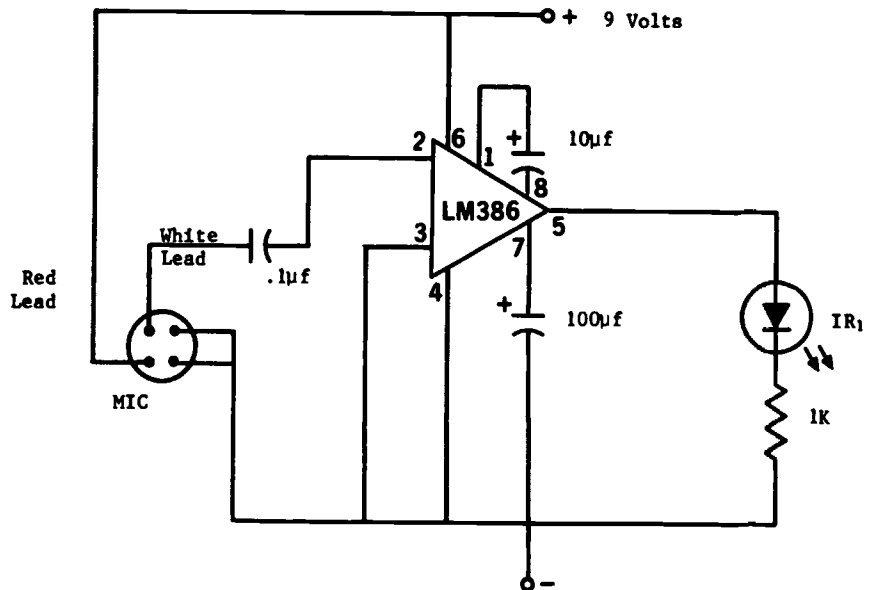 + 9 Volts
2
6
1
+
10µf
8
LM386
3
7
5
4
White
Lead
.1µf
Red
Lead
+
100µf
IR1
MIC
1K
-